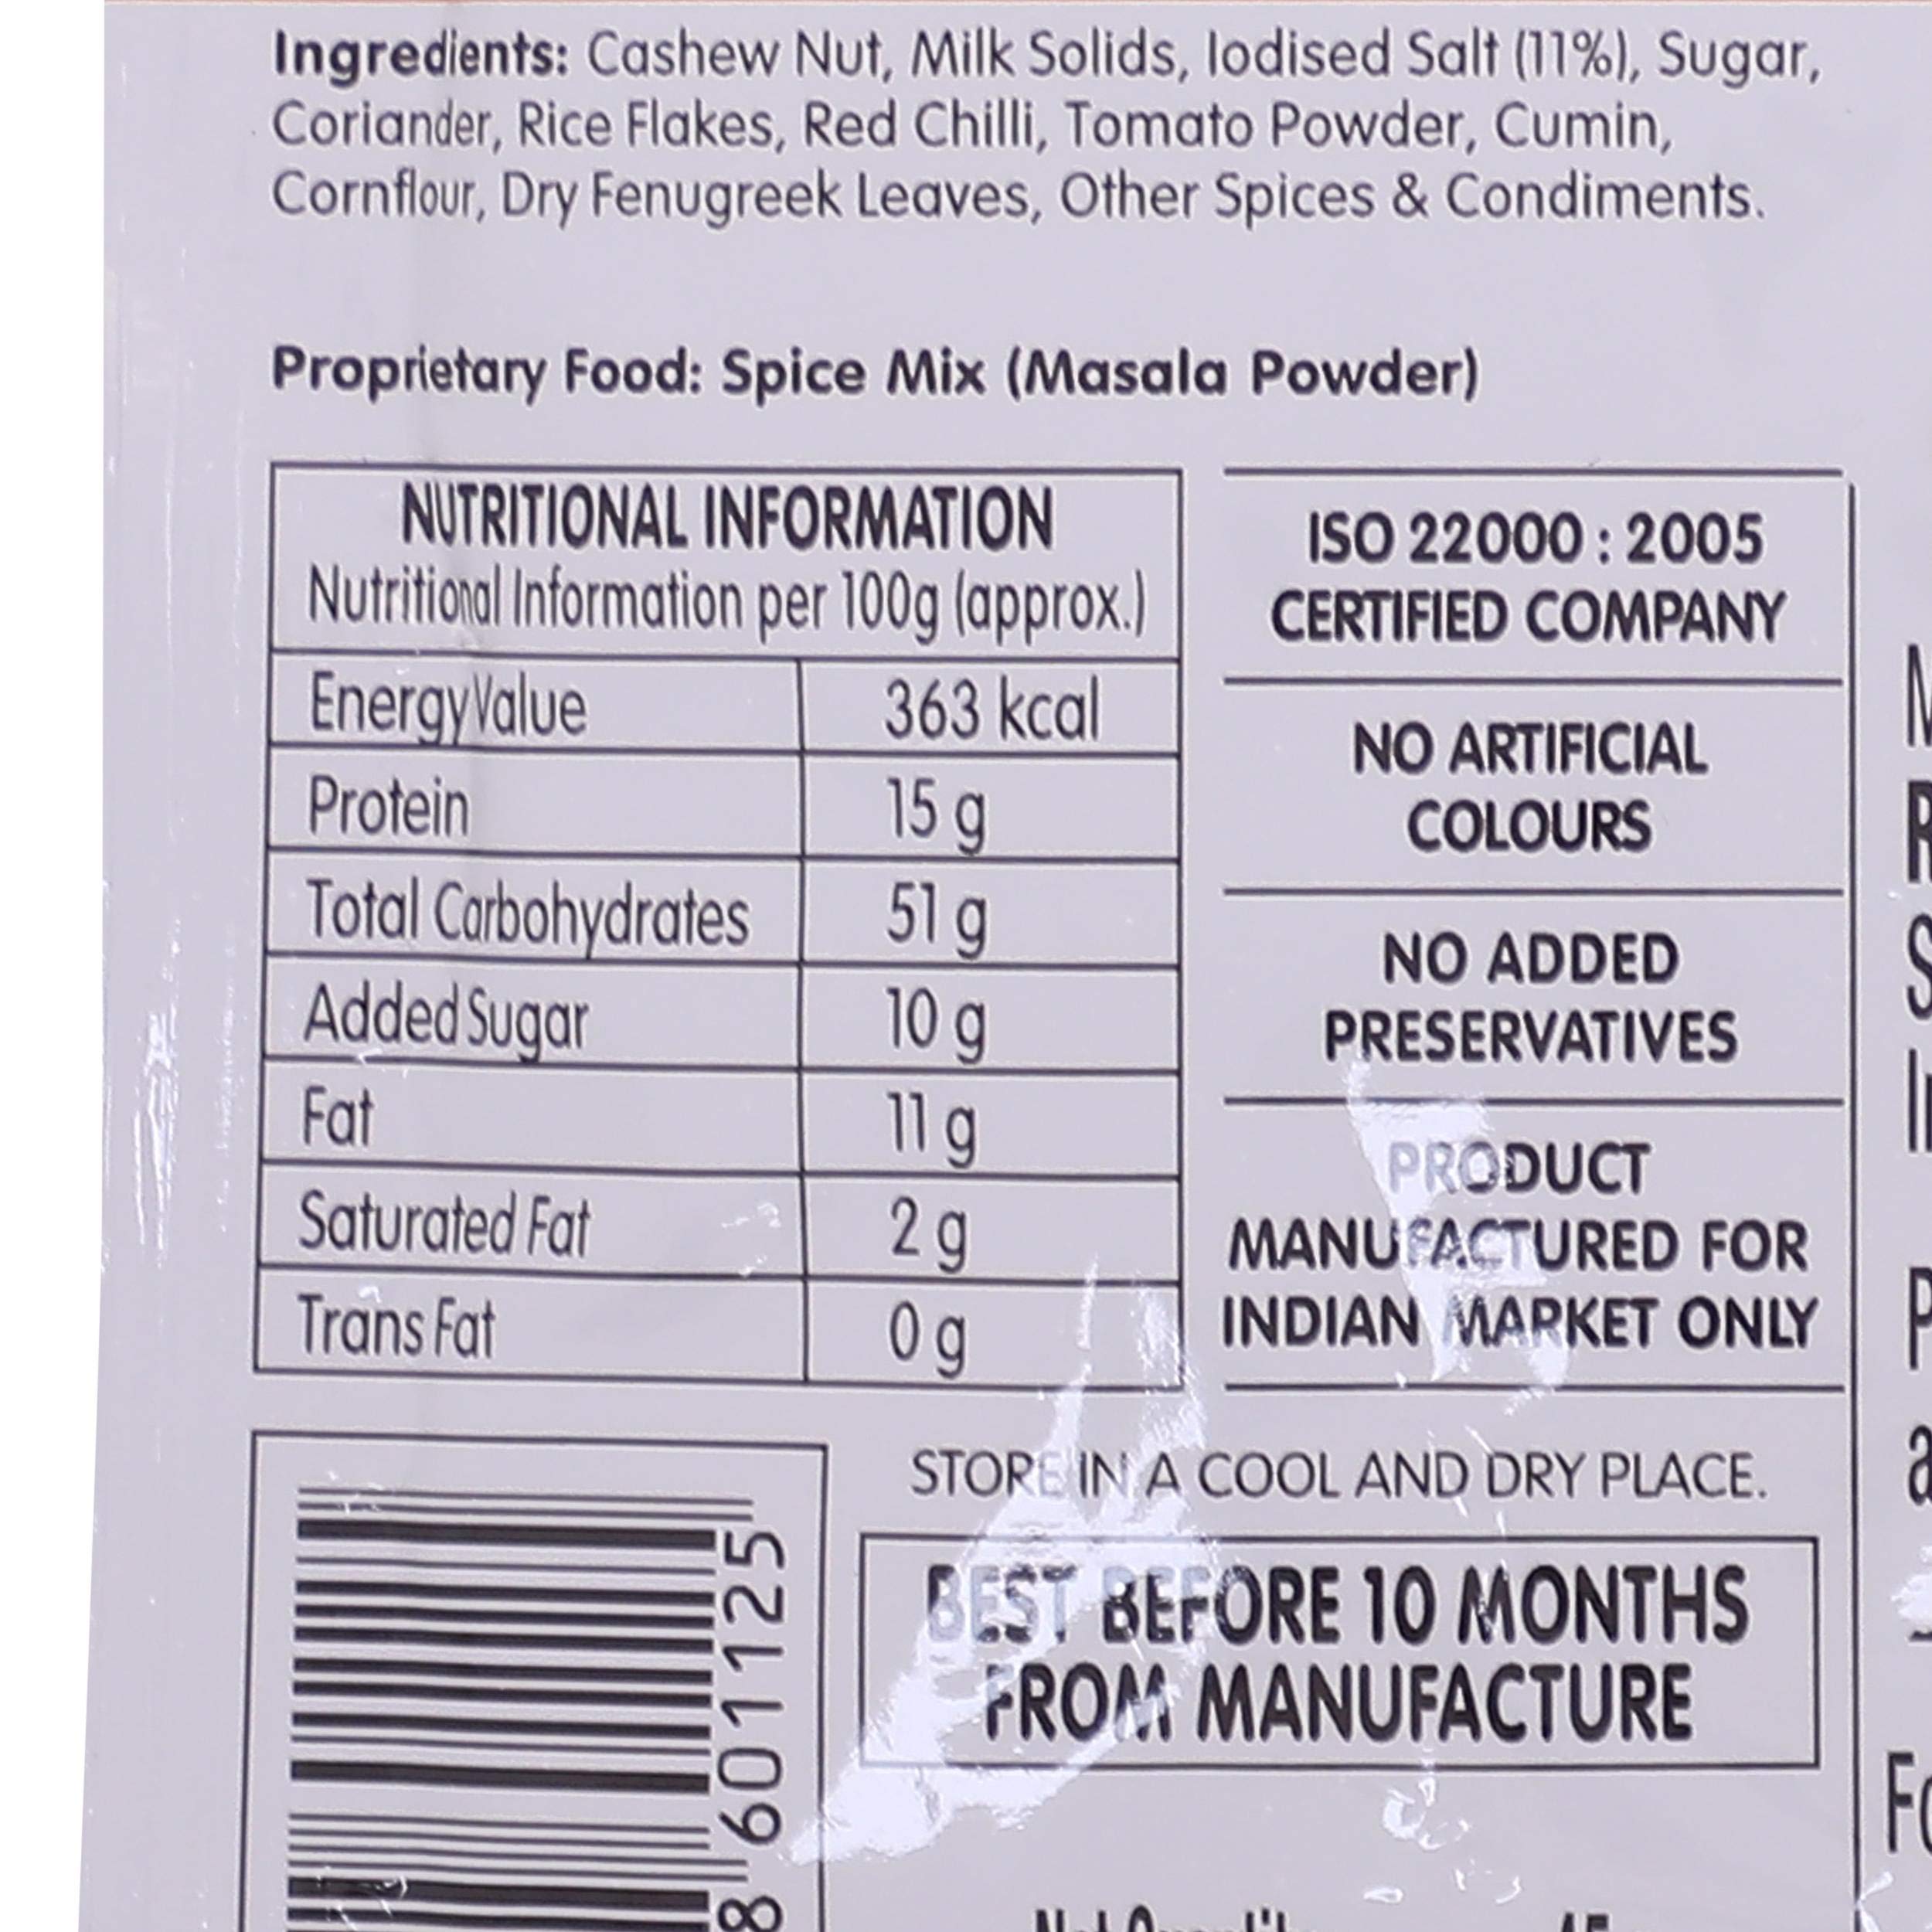 Ingredients: Cashew Nut, Milk Solids, Iodised Salt (11%), Sugar,
Coriander, Rice Flakes, Red Chilli, Tomato Powder, Cumin,
Cornflour, Dry Fenugreek Leaves, Other Spices & Condiments.
Proprietary Food: Spice Mix (Masala Powder)
NUTRITIONAL INFORMATION
Nutritional Information per 100g (approx.)
Energy Value 363 kcal
Protein 15 g
Total Carbohydrates 51 g
Added Sugar 10 g
Fat 11 g
Saturated Fat 2 g
Trans Fat 0 g
ISO 22000 : 2005
CERTIFIED COMPANY
NO ARTIFICIAL
COLOURS
NO ADDED
PRESERVATIVES
PRODUCT
MANUFACTURED FOR
INDIAN MARKET ONLY
STORE IN A COOL AND DRY PLACE.
BEST BEFORE 10 MONTHS
FROM MANUFACTURE
8 601125